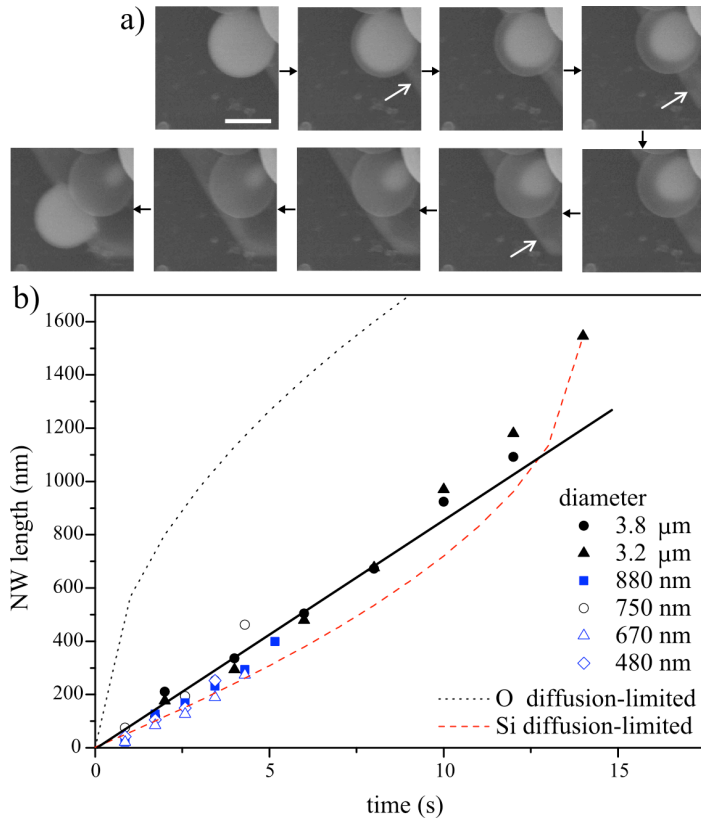 a)
b)
1600
1400
1200
1000
800
600
400
200
0
NW length (nm)
0
5
10
15
time (s)
diameter
3.8 μm
3.2 μm
880 nm
750 nm
670 nm
480 nm
O diffusion-limited
Si diffusion-limited